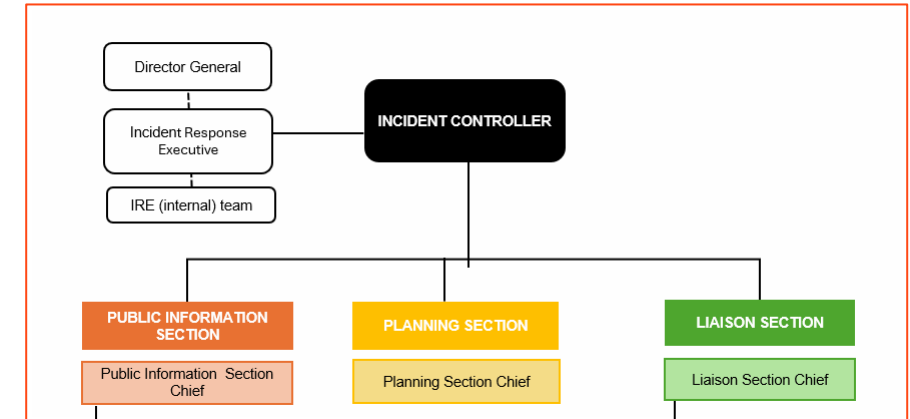 Director General
INCIDENT CONTROLLER
Incident Response
Executive
IRE (internal) team
PUBLIC INFORMATION
SECTION
PLANNING SECTION
LIAISON SECTION
Public Information Section
Chief
Planning Section Chief
Liaison Section Chief